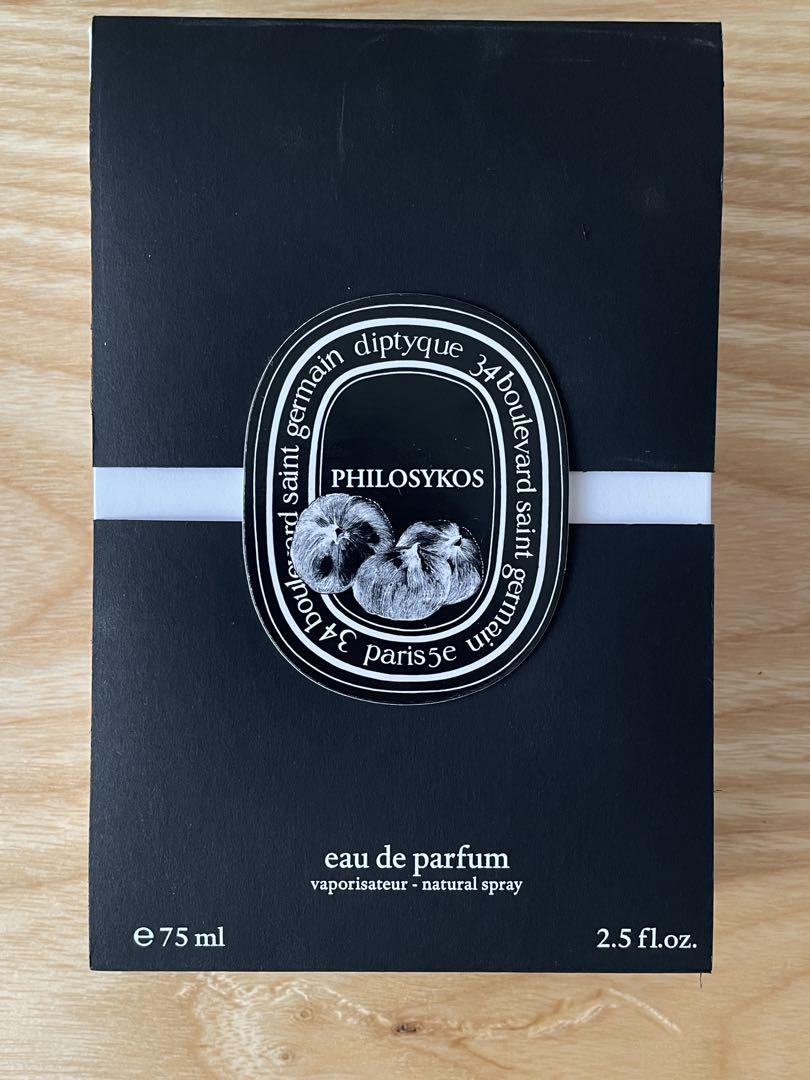 diptyque 34 boulevard saint germain paris 5e 34 boulevard saint germain
PHILOSYKOS
eau de parfum
vaporisateur - natural spray
℮ 75 ml
2.5 fl.oz.